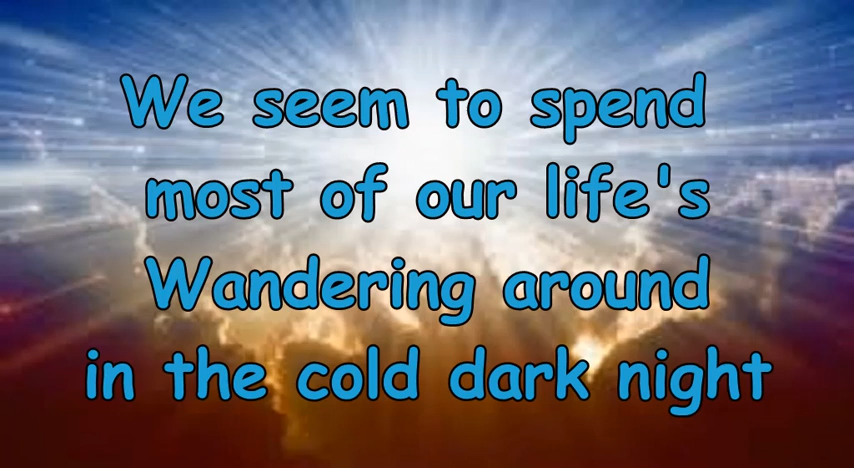 We seem to spend
most of our life's
Wandering around
in the cold dark night